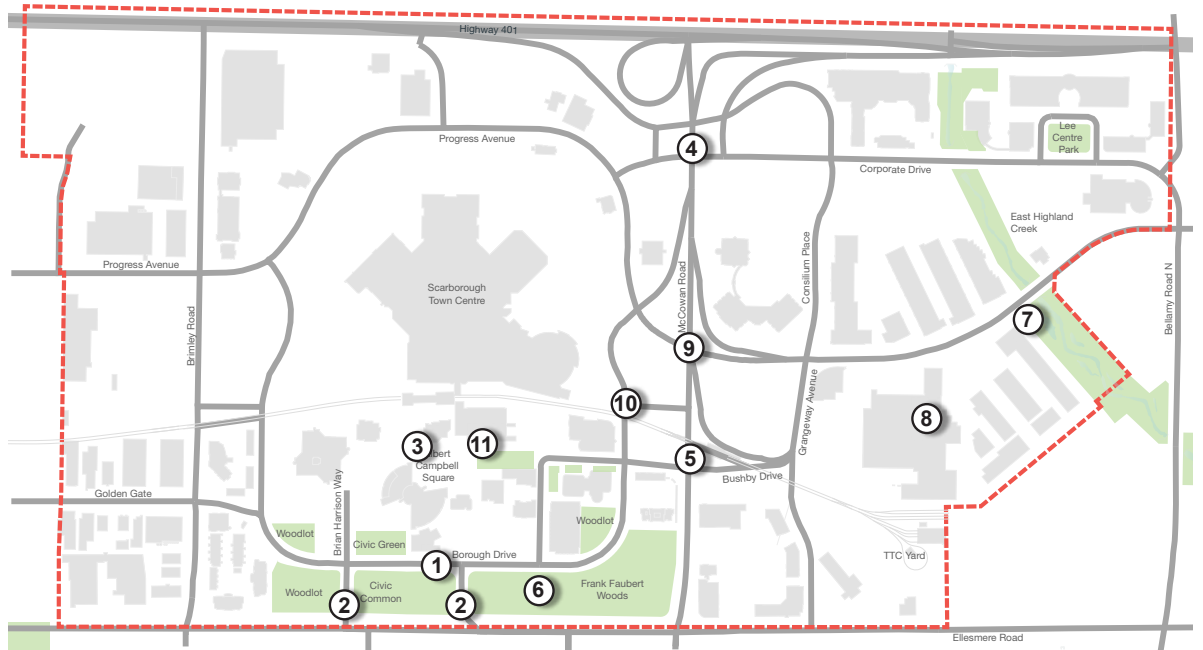 Highway 401
4
Progress Avenue
Lee
Centre
Park
Corporate Drive
East Highland
Creek
Progress Avenue
Scarborough
Town Centre
Brimley Road
McCowan Road
Consilium Place
Bellamy Road N
7
9
10
8
Grangeway Avenue
3
11
Campbell
Square
5
Bushby Drive
Golden Gate
Brian Harrison Way
Woodlot
Civic Green
Woodlot
Borough Drive
1
TTC Yard
Woodlot
Civic
Common
6
Frank Faubert
Woods
2
2
Ellesmere Road